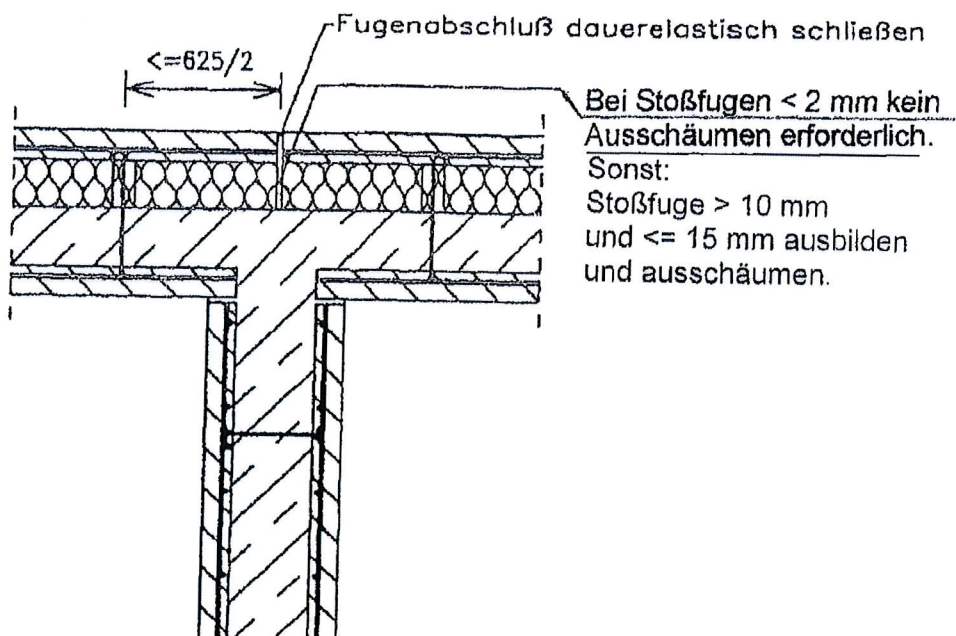 Fugenabschluß dauerelastisch schließen
<=625/2
Bei Stoßfugen < 2 mm kein
Ausschäumen erforderlich.
Sonst:
Stoßfuge > 10 mm
und <= 15 mm ausbilden
und ausschäumen.